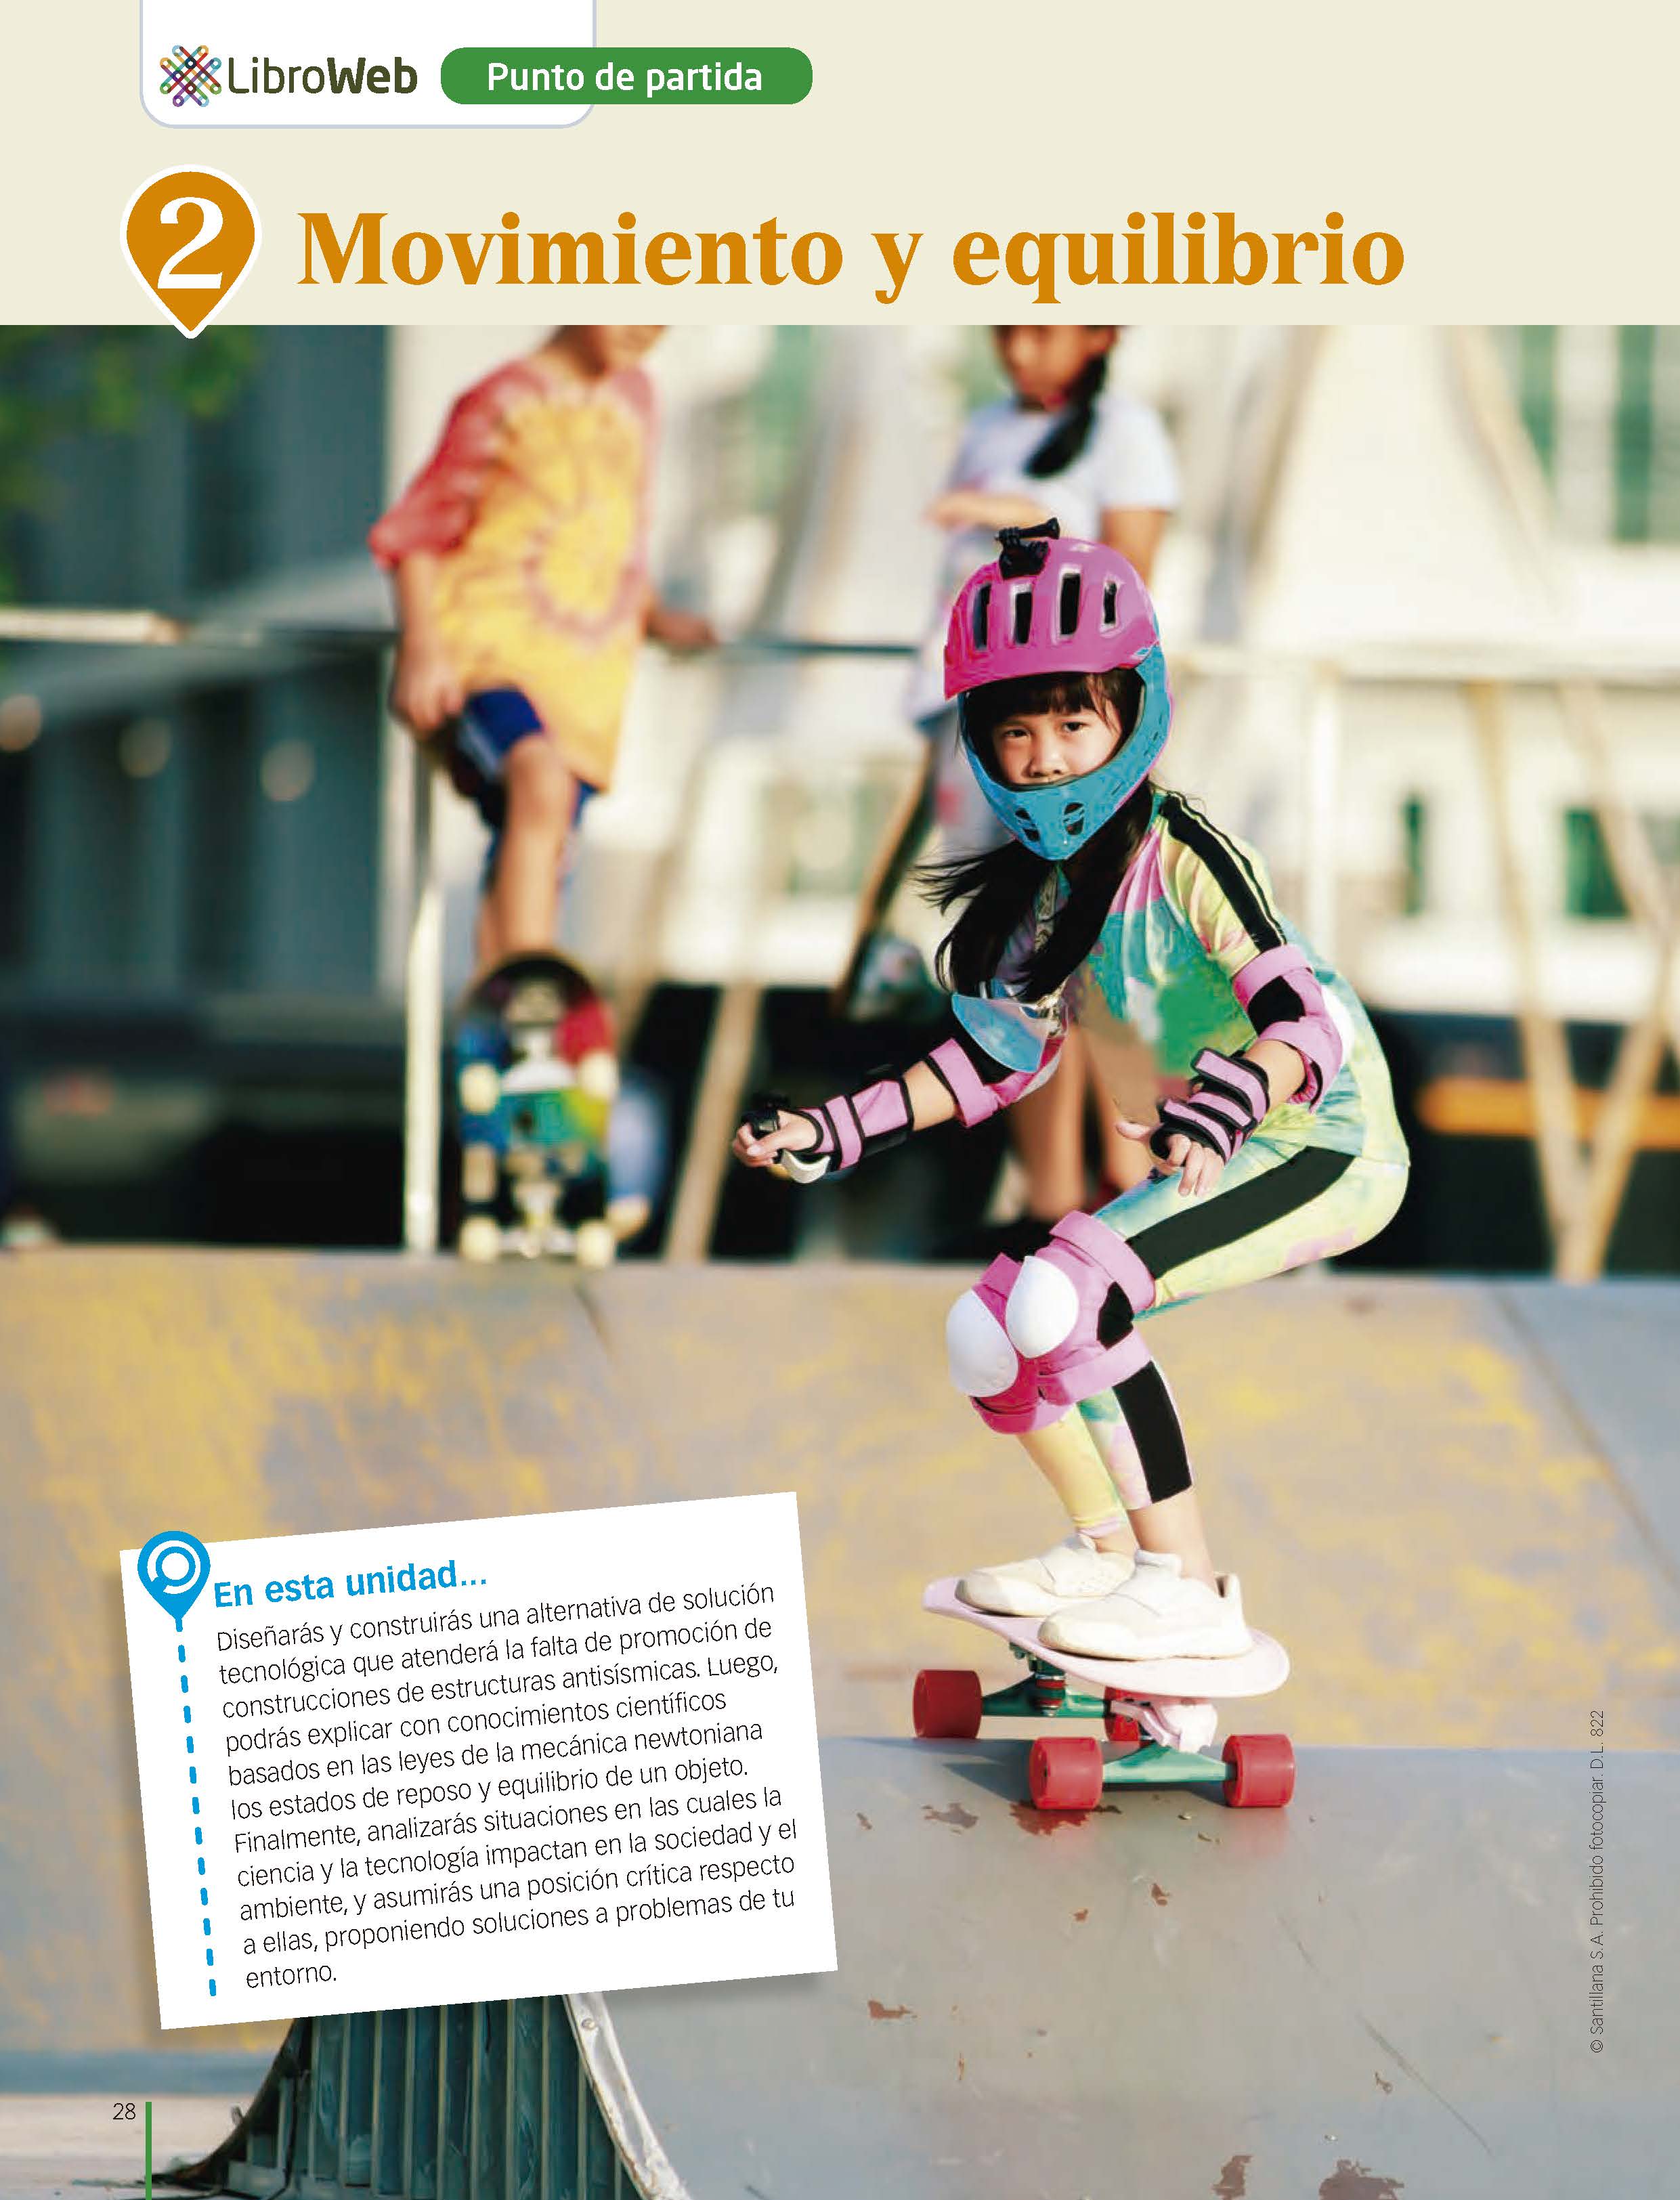 LibroWeb
Punto de partida
2
Movimiento y equilibrio
En esta unidad...
Diseñarás y construirás una alternativa de solución
tecnológica que atenderá la falta de promoción de
construcciones de estructuras antisísmicas. Luego,
podrás explicar con conocimientos científicos
basados en las leyes de la mecánica newtoniana
los estados de reposo y equilibrio de un objeto.
Finalmente, analizarás situaciones en las cuales la
ciencia y la tecnología impactan en la sociedad y el
ambiente, y asumirás una posición crítica respecto
a ellas, proponiendo soluciones a problemas de tu
entorno.
© Santillana S.A. Prohibido fotocopiar. D.L. 822
28